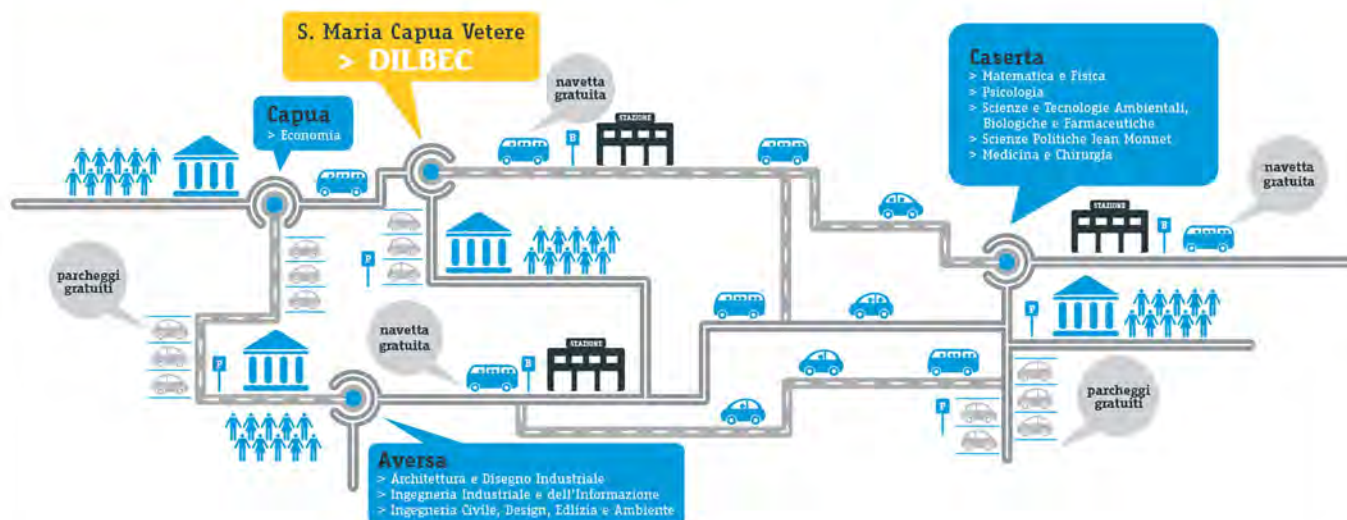 S. Maria Capua Vetere
> DILBEC
navetta
gratuita
Capua
> Economia
B
STAZIONE
Caserta
> Matematica e Fisica
> Psicologia
> Scienze e Tecnologie Ambientali,
Biologiche e Farmaceutiche
> Scienze Politiche Jean Monnet
> Medicina e Chirurgia
navetta
gratuita
STAZIONE
B
P
parcheggi
gratuiti
P
navetta
gratuita
STAZIONE
B
P
parcheggi
gratuiti
P
Aversa
> Architettura e Disegno Industriale
> Ingegneria Industriale e dell'Informazione
> Ingegneria Civile, Design, Edlizia e Ambiente